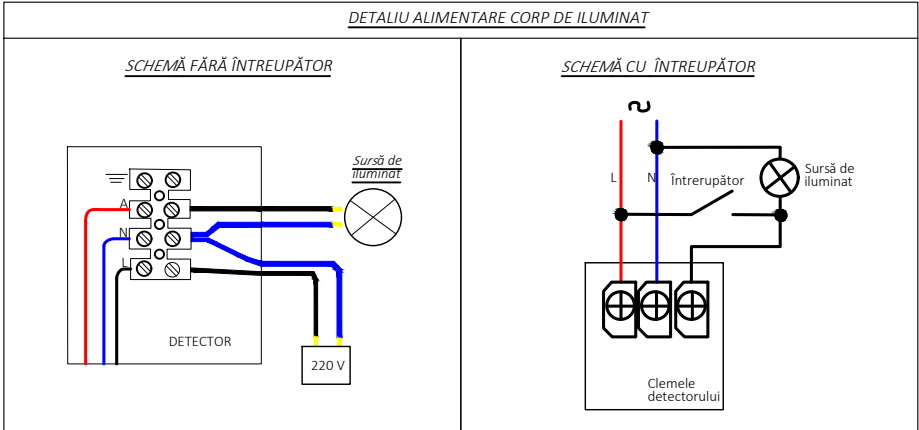 DETALIU ALIMENTARE CORP DE ILUMINAT
SCHEMĂ FĂRĂ ÎNTREUPĂTOR
Sursă de
iluminat
A
N
L
DETECTOR
220 V
SCHEMĂ CU ÎNTREUPĂTOR
L
N
Întrerupător
Sursă de
iluminat
Clemele
detectorului